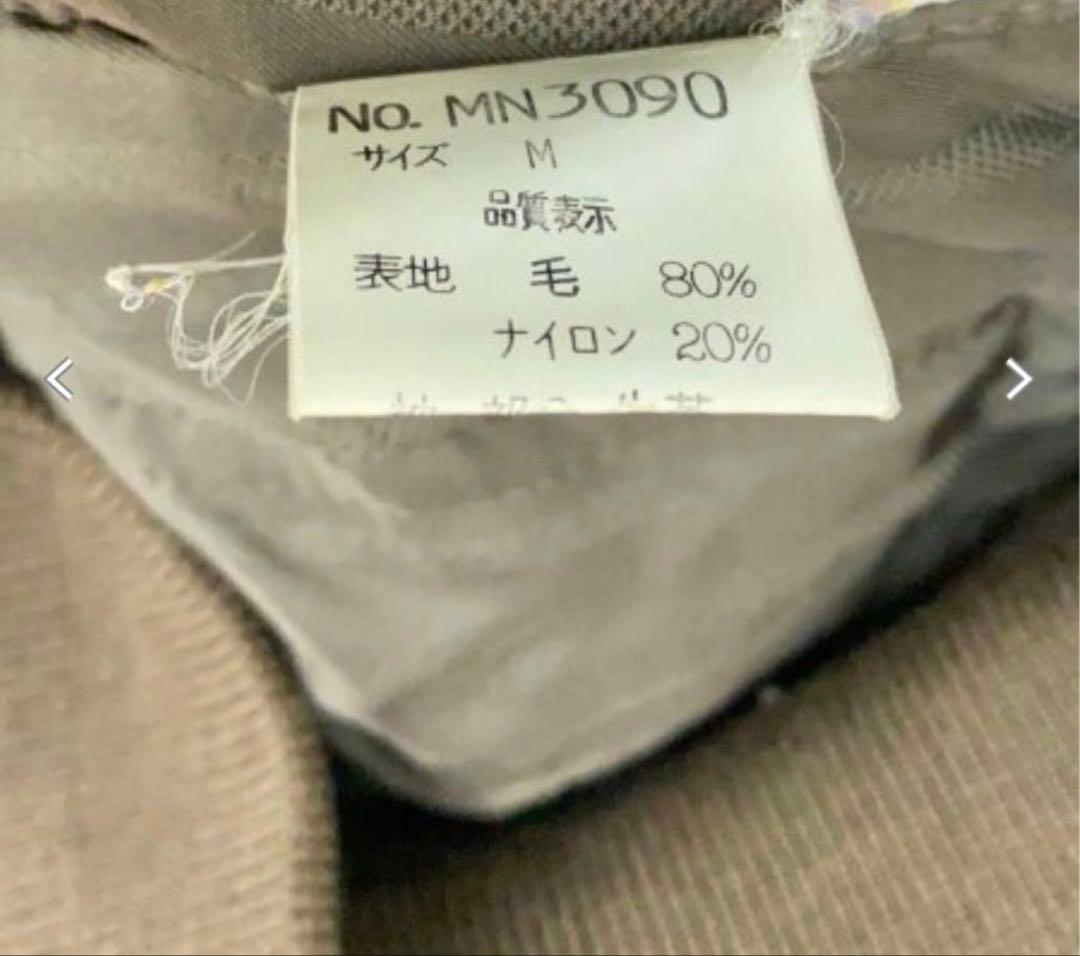 NO. MN3090
サイズ M
品質表示
表地 毛 80%
ナイロン 20%